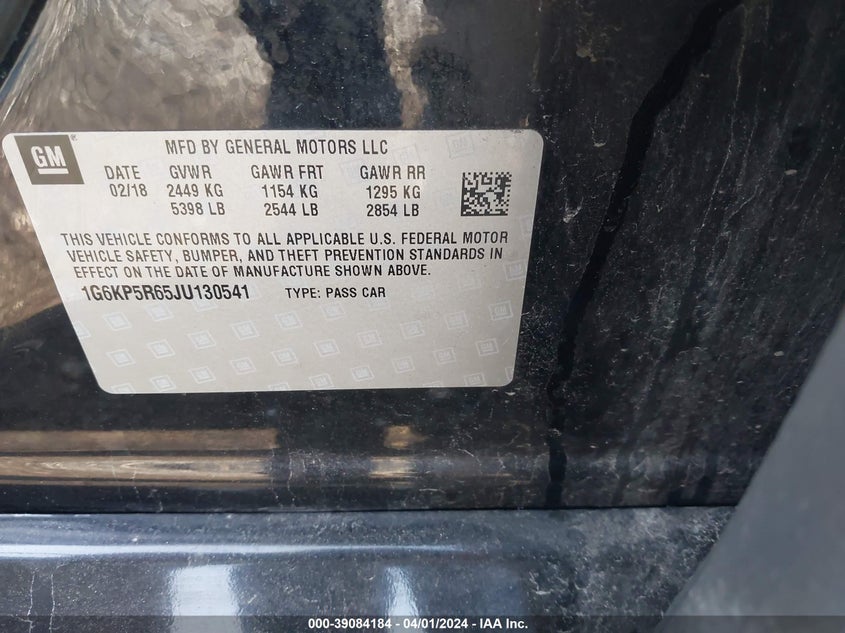 GM
MFD BY GENERAL MOTORS LLC
DATE GVWR GAWR FRT GAWR RR
02/18 2449 KG 1154 KG 1295 KG
5398 LB 2544 LB 2854 LB
THIS VEHICLE CONFORMS TO ALL APPLICABLE U.S. FEDERAL MOTOR
VEHICLE SAFETY, BUMPER, AND THEFT PREVENTION STANDARDS IN
EFFECT ON THE DATE OF MANUFACTURE SHOWN ABOVE.
1G6KP5R65JU130541 TYPE: PASS CAR
000-39084184 - 04/01/2024 - IAA Inc.